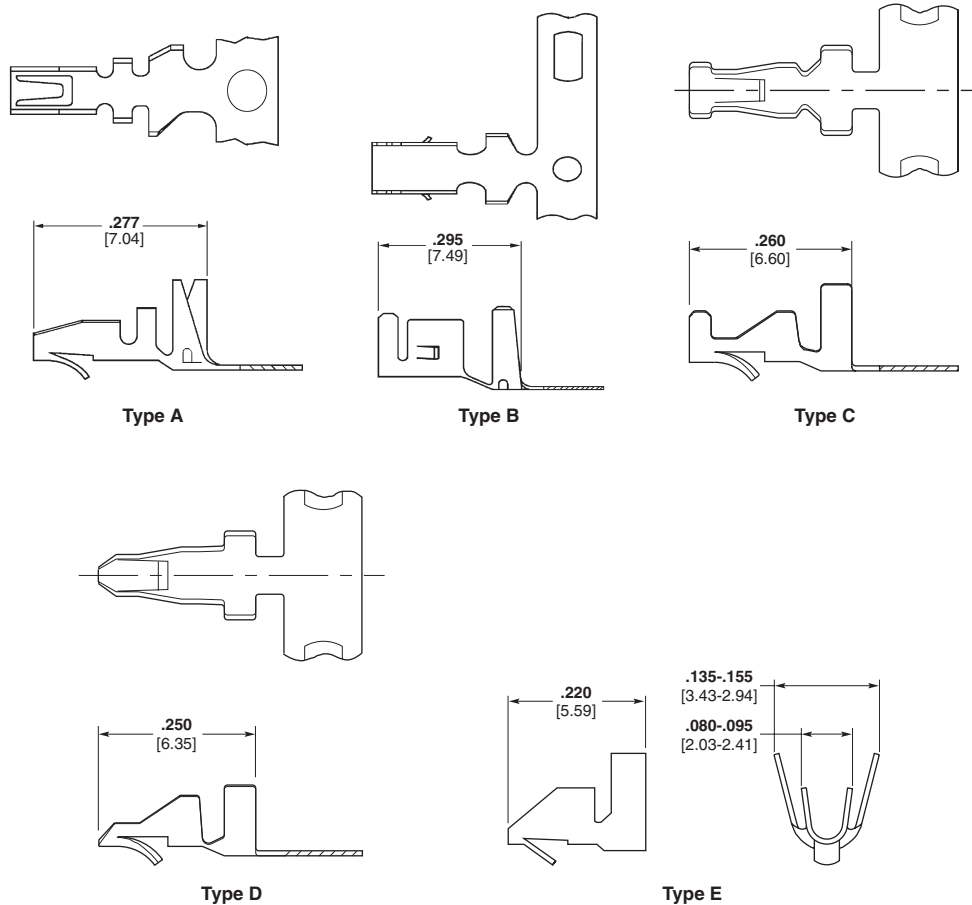 .277
[7.04]
.295
[7.49]
.260
[6.60]
Type A
Type B
Type C
.250
[6.35]
.220
[5.59]
.135-.155
[3.43-2.94]
.080-.095
[2.03-2.41]
Type D
Type E